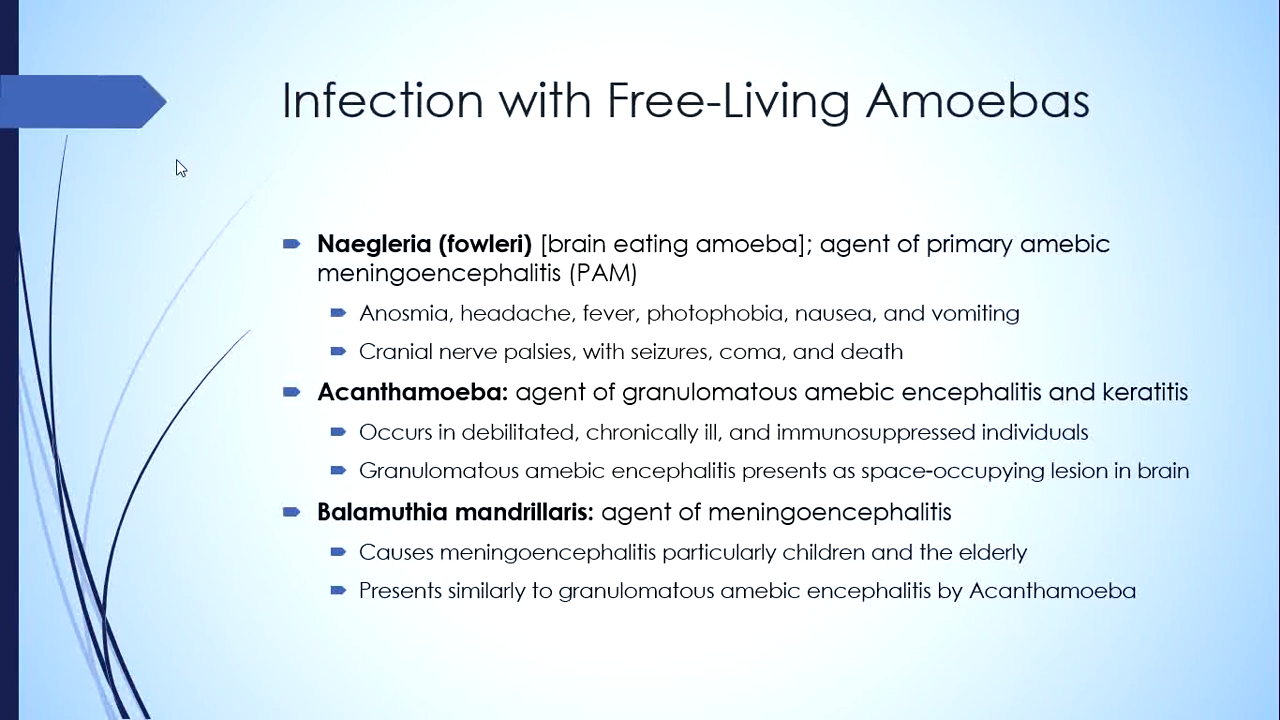 Infection with Free-Living Amoebas
Naegleria (fowleri) [brain eating amoeba]; agent of primary amebic
meningoencephalitis (PAM)
Anosmia, headache, fever, photophobia, nausea, and vomiting
Cranial nerve palsies, with seizures, coma, and death
Acanthamoeba: agent of granulomatous amebic encephalitis and keratitis
Occurs in debilitated, chronically ill, and immunosuppressed individuals
Granulomatous amebic encephalitis presents as space-occupying lesion in brain
Balamuthia mandrillaris: agent of meningoencephalitis
Causes meningoencephalitis particularly children and the elderly
Presents similarly to granulomatous amebic encephalitis by Acanthamoeba